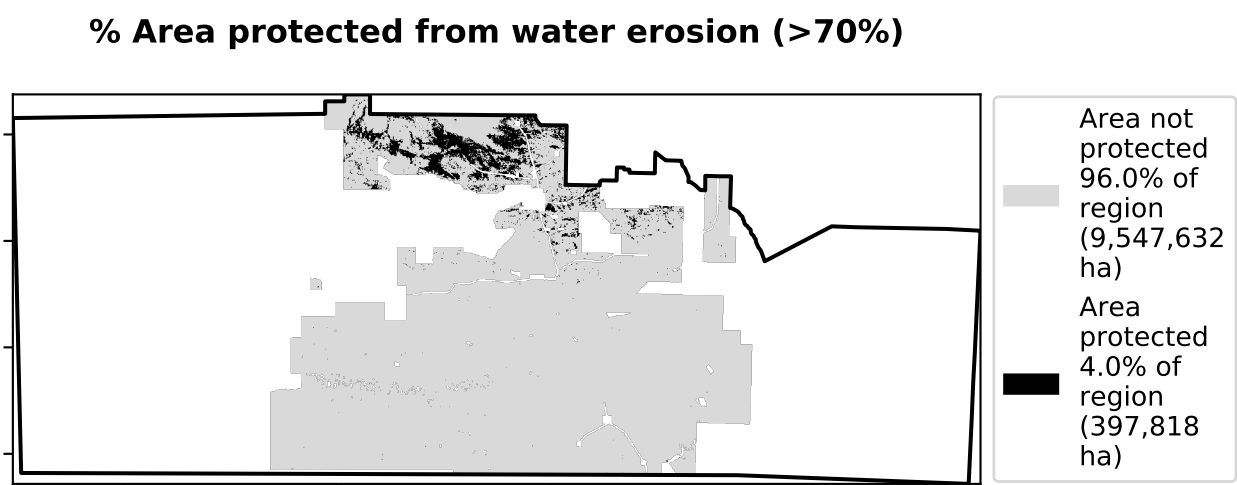 % Area protected from water erosion (>70%)
Area not
protected
96.0% of
region
(9,547,632
ha)
Area
protected
4.0% of
region
(397,818
ha)